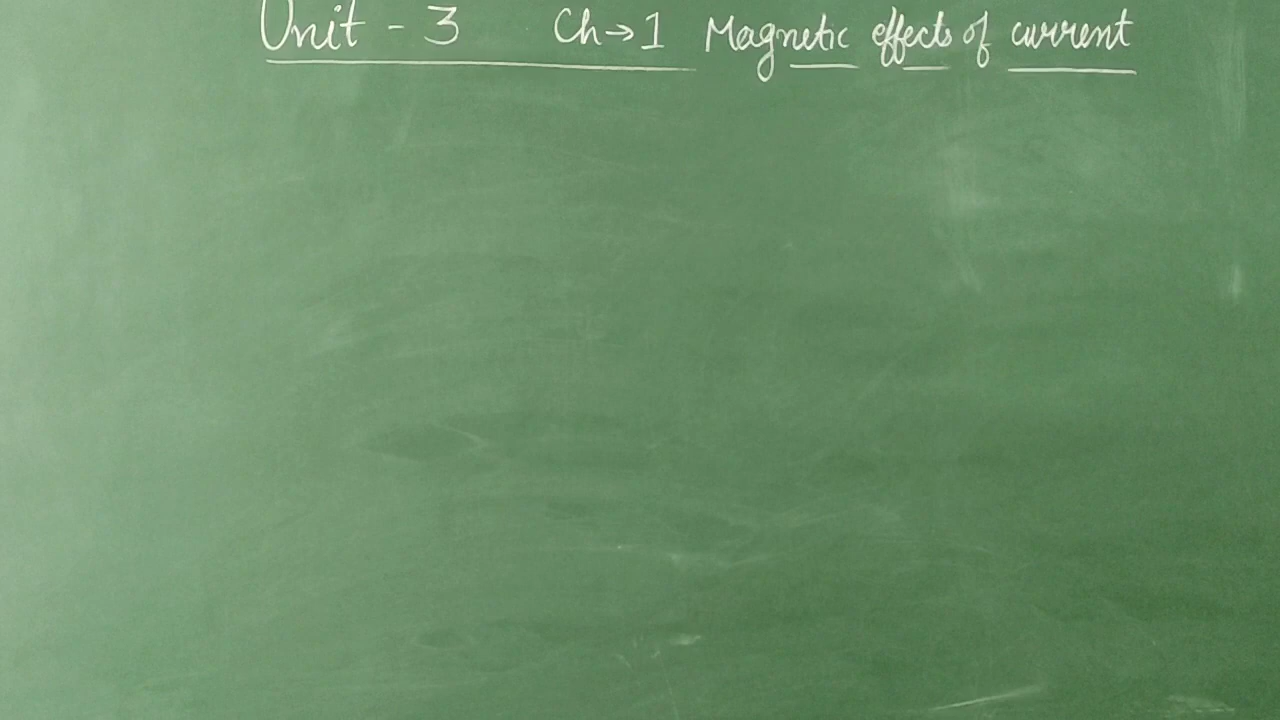 Unit - 3 Ch→1 Magnetic effects of current